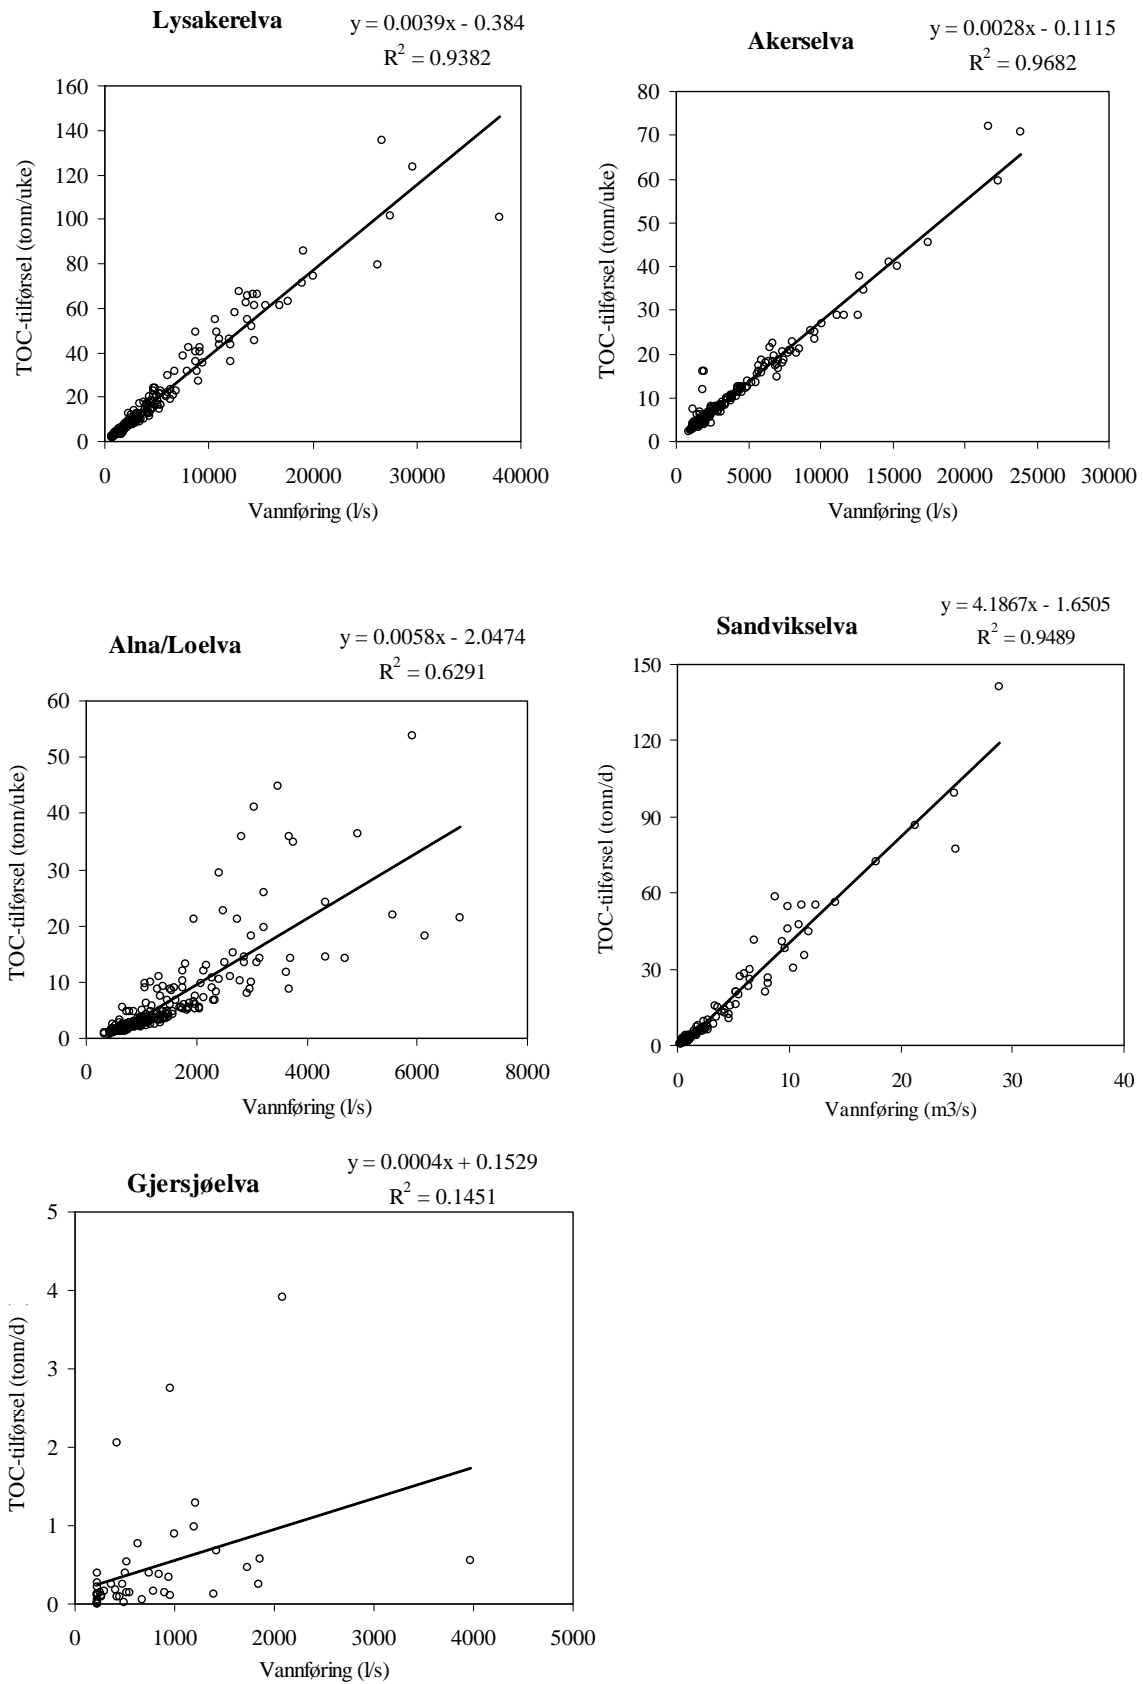 Lysakerelva
y = 0.0039x - 0.384
R² = 0.9382
160
140
120
100
80
60
40
20
0
TOC-tilførsel (tonn/uke)
0 10000 20000 30000 40000
Vannføring (l/s)
Akerselva
y = 0.0028x - 0.1115
R² = 0.9682
80
70
60
50
40
30
20
10
0
TOC-tilførsel (tonn/uke)
0 5000 10000 15000 20000 25000 30000
Vannføring (l/s)
Alna/Loelva
y = 0.0058x - 2.0474
R² = 0.6291
60
50
40
30
20
10
0
TOC-tilførsel (tonn/uke)
0 2000 4000 6000 8000
Vannføring (l/s)
Sandvikselva
y = 4.1867x - 1.6505
R² = 0.9489
150
120
90
60
30
0
TOC-tilførsel (tonn/d)
0 10 20 30 40
Vannføring (m3/s)
Gjersjøelva
y = 0.0004x + 0.1529
R² = 0.1451
5
4
3
2
1
0
TOC-tilførsel (tonn/d)
0 1000 2000 3000 4000 5000
Vannføring (l/s)